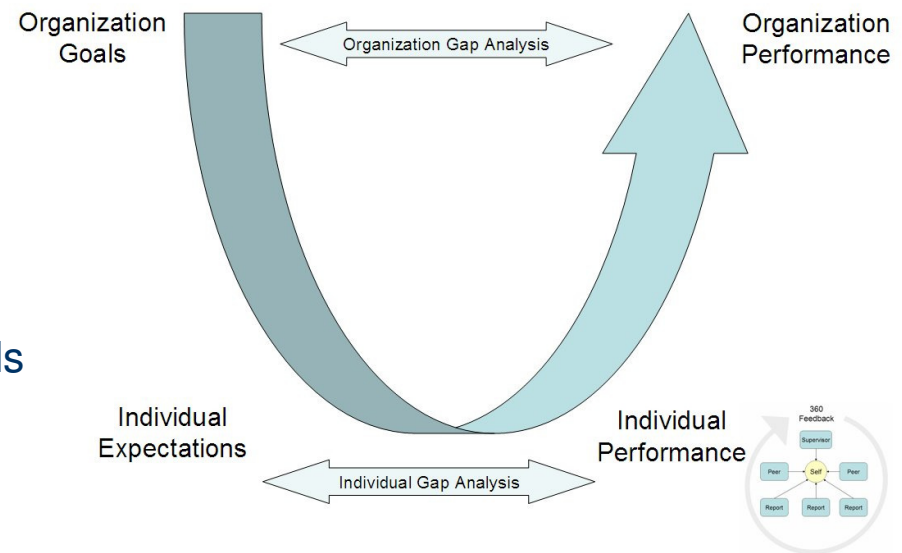 Organization
Goals
Organization Gap Analysis
Organization
Performance
ls
Individual
Expectations
Individual
Performance
Individual Gap Analysis
360
Feedback
Supervisor
Peer
Self
Peer
Report
Report
Report